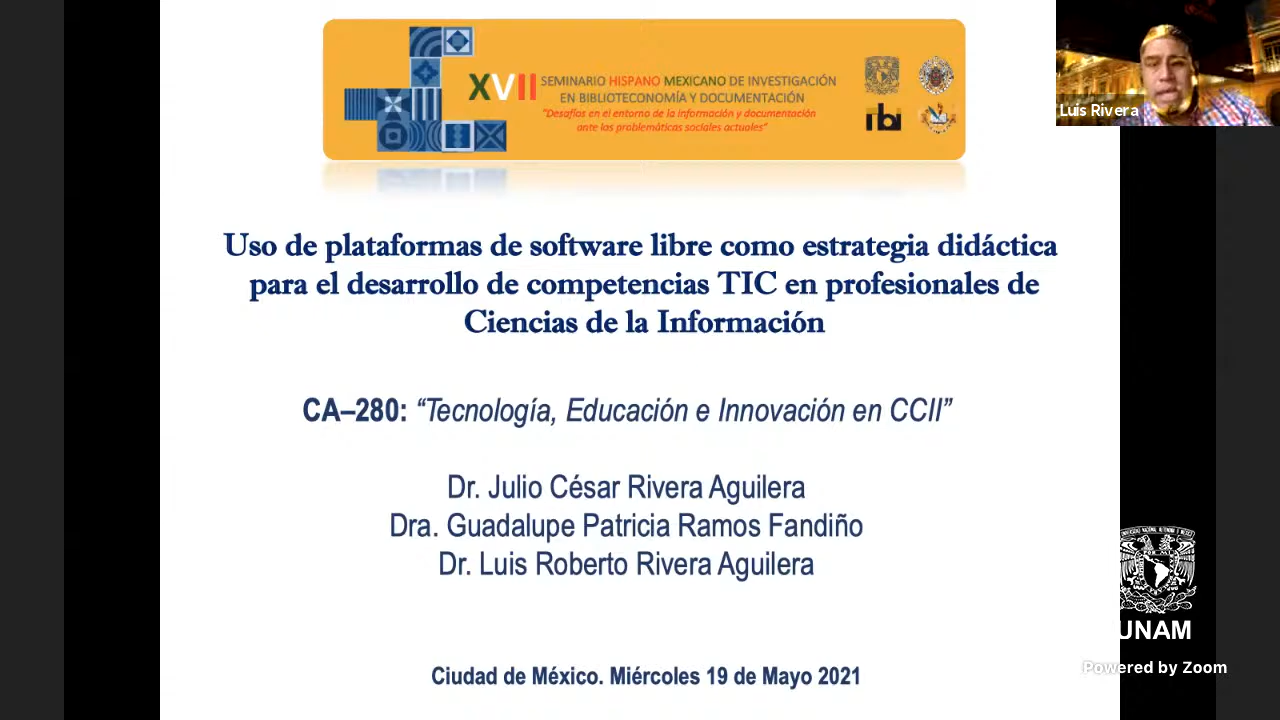 XVII SEMINARIO HISPANO MEXICANO DE INVESTIGACIÓN
EN BIBLIOTECONOMÍA Y DOCUMENTACIÓN
"Desafíos en el entorno de la información y documentación
ante las problemáticas sociales actuales"
ibi
Luis Rivera
Uso de plataformas de software libre como estrategia didáctica
para el desarrollo de competencias TIC en profesionales de
Ciencias de la Información
CA–280: “Tecnología, Educación e Innovación en CCII”
Dr. Julio César Rivera Aguilera
Dra. Guadalupe Patricia Ramos Fandiño
Dr. Luis Roberto Rivera Aguilera
UNAM
Powered by Zoom
Ciudad de México. Miércoles 19 de Mayo 2021